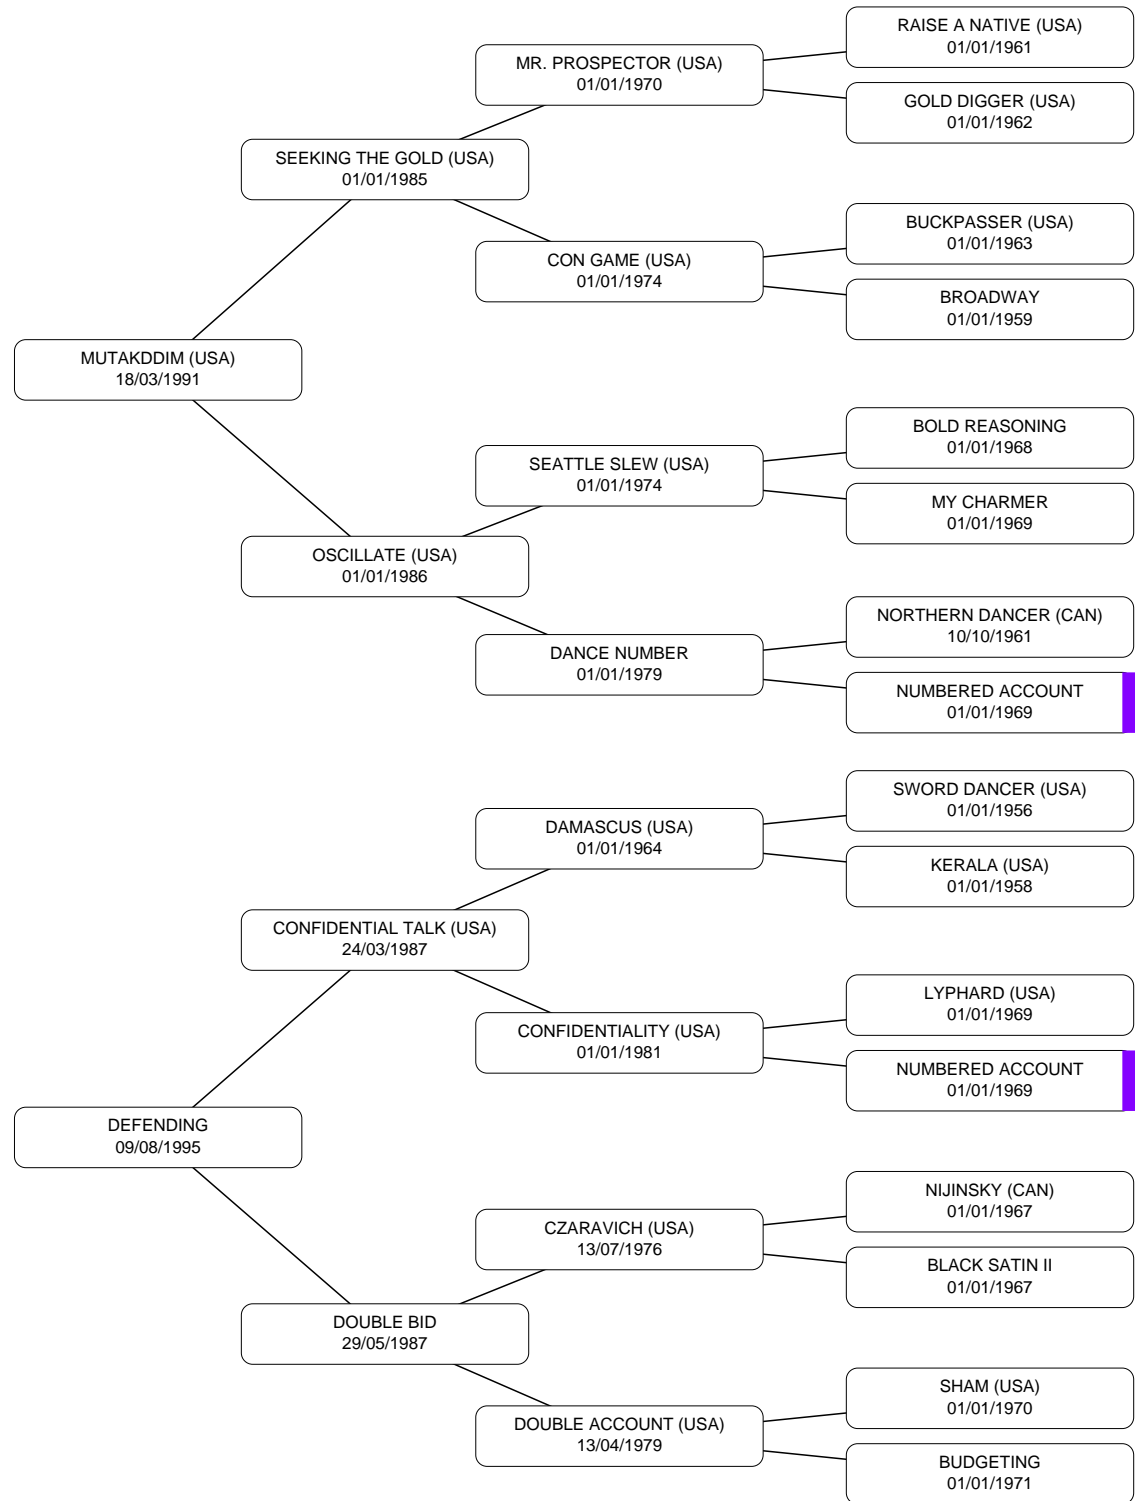 RAISE A NATIVE (USA)
01/01/1961
MR. PROSPECTOR (USA)
01/01/1970
GOLD DIGGER (USA)
01/01/1962
SEEKING THE GOLD (USA)
01/01/1985
BUCKPASSER (USA)
01/01/1963
CON GAME (USA)
01/01/1974
BROADWAY
01/01/1959
MUTAKDDIM (USA)
18/03/1991
BOLD REASONING
01/01/1968
SEATTLE SLEW (USA)
01/01/1974
MY CHARMER
01/01/1969
OSCILLATE (USA)
01/01/1986
NORTHERN DANCER (CAN)
10/10/1961
DANCE NUMBER
01/01/1979
NUMBERED ACCOUNT
01/01/1969
SWORD DANCER (USA)
01/01/1956
DAMASCUS (USA)
01/01/1964
KERALA (USA)
01/01/1958
CONFIDENTIAL TALK (USA)
24/03/1987
LYPHARD (USA)
01/01/1969
CONFIDENTIALITY (USA)
01/01/1981
NUMBERED ACCOUNT
01/01/1969
DEFENDING
09/08/1995
NIJINSKY (CAN)
01/01/1967
CZARAVICH (USA)
13/07/1976
BLACK SATIN II
01/01/1967
DOUBLE BID
29/05/1987
SHAM (USA)
01/01/1970
DOUBLE ACCOUNT (USA)
13/04/1979
BUDGETING
01/01/1971